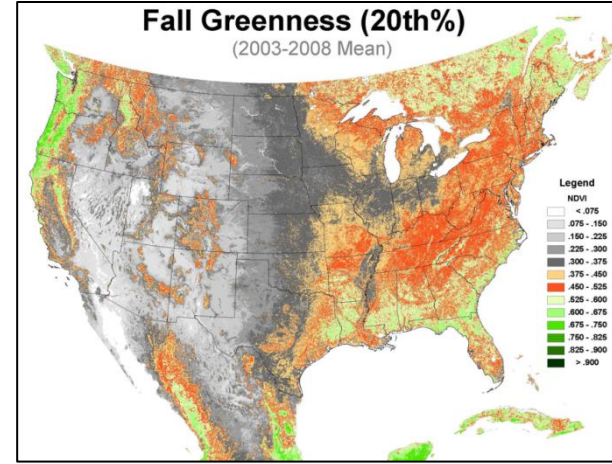 Fall Greenness (20th%)
(2003-2008 Mean)
Legend
NDVI
< .075
.075 - .150
.150 - .225
.225 - .300
.300 - .375
.375 - .450
.450 - .525
.525 - .600
.600 - .675
.675 - .750
.750 - .825
.825 - .900
> .900